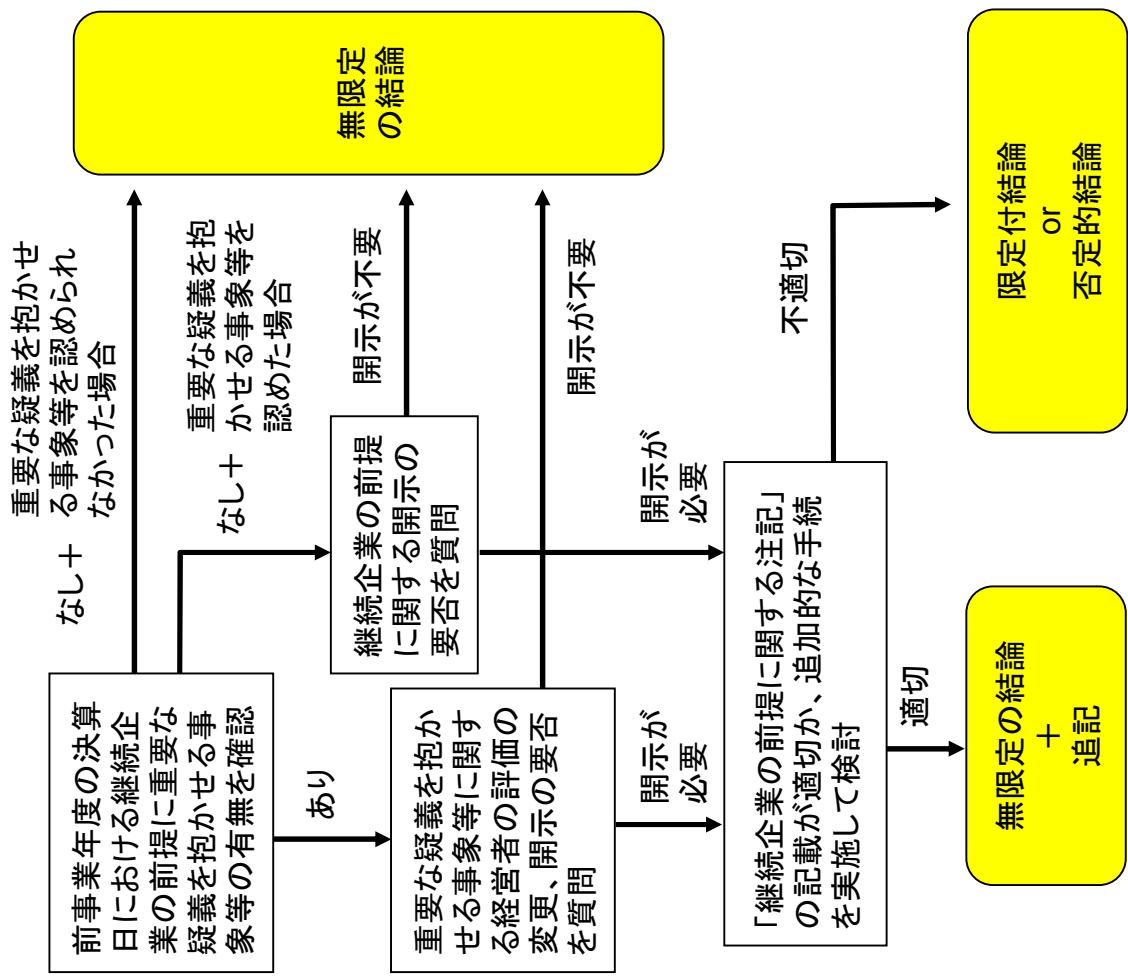 前事業年度の決算
日における継続企
業の前提に重要な
疑義を抱かせる事
象等の有無を確認
なし＋
重要な疑義を抱かせ
る事象等を認められ
なかった場合
なし＋
重要な疑義を抱
かせる事象等を
認めた場合
あり
継続企業の前提
に関する開示の
要否を質問
開示が不要
無限定
の結論
重要な疑義を抱か
せる事象等に関す
る経営者の評価の
変更、開示の要否
を質問
開示が不要
開示が
必要
開示が
必要
「継続企業の前提に関する注記」
の記載が適切か、追加的な手続
を実施して検討
適切
不適切
無限定の結論
＋
追記
限定付結論
or
否定的結論